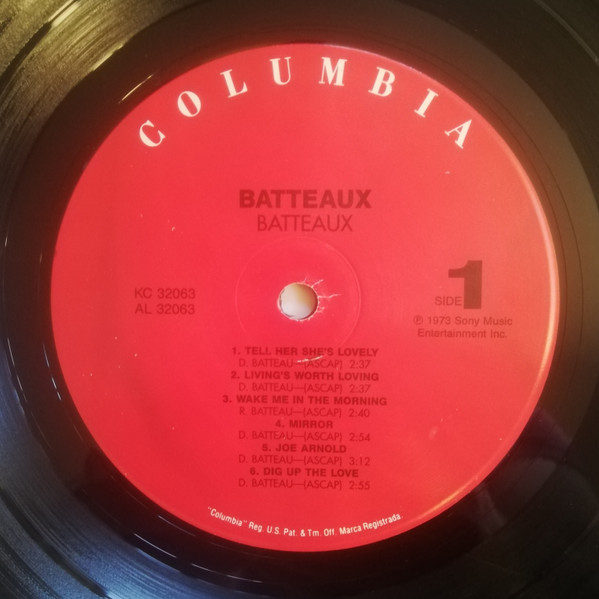 COLUMBIA
BATTEAUX
BATTEAUX
KC 32063
AL 32063
SIDE 1
℗ 1973 Sony Music
Entertainment Inc.
1. TELL HER SHE'S LOVELY
D. BATTEAU—(ASCAP) 2:37
2. LIVING'S WORTH LOVING
D. BATTEAU—(ASCAP) 2:37
3. WAKE ME IN THE MORNING
R. BATTEAU—(ASCAP) 2:40
4. MIRROR
D. BATTEAU—(ASCAP) 2:54
5. JOE ARNOLD
D. BATTEAU—(ASCAP) 3:12
6. DIG UP THE LOVE
D. BATTEAU—(ASCAP) 2:55
"Columbia" Reg. U.S. Pat. & Tm. Off. Marca Registrada.